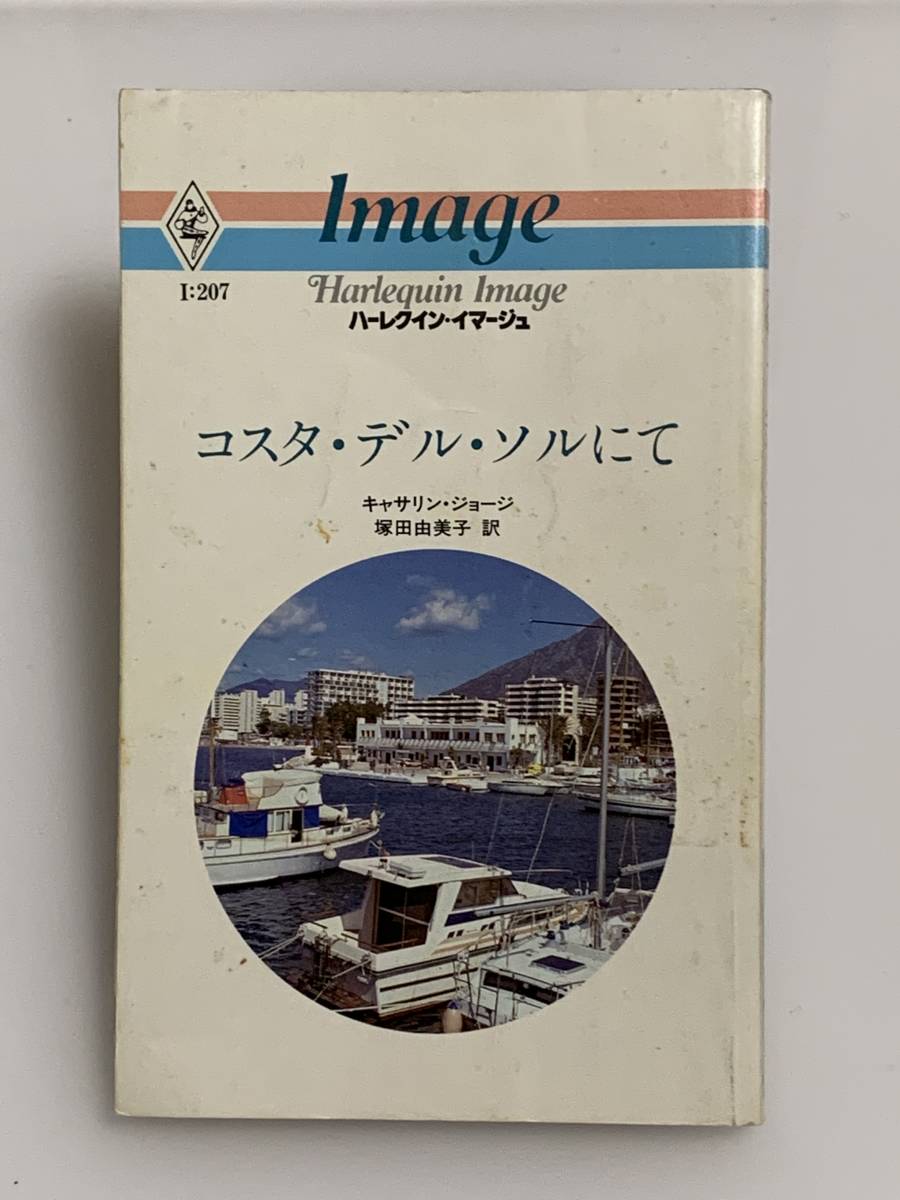 Image
I:207
Harlequin Image
ハーレクイン・イマージュ
コスタ・デル・ソルにて
キャサリン・ジョージ
塚田由美子 訳